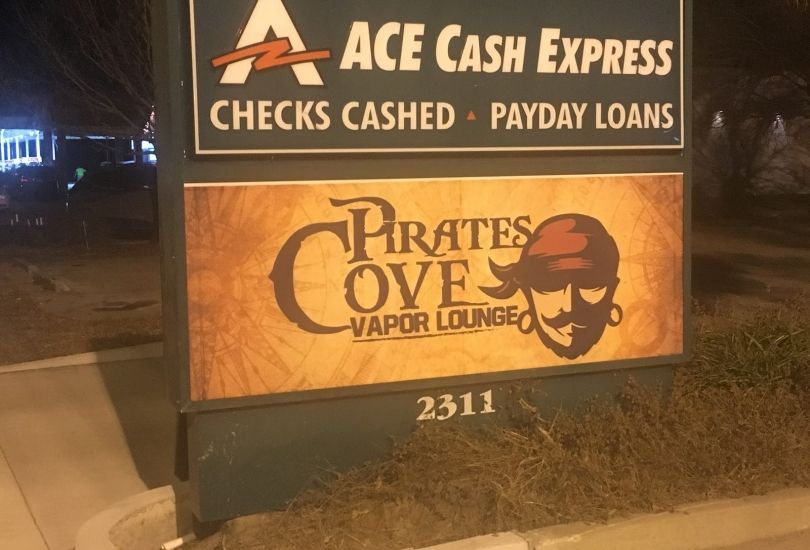 ACE CASH EXPRESS
CHECKS CASHED ▲ PAYDAY LOANS
PIRATES
COVE
VAPOR LOUNGE
2311